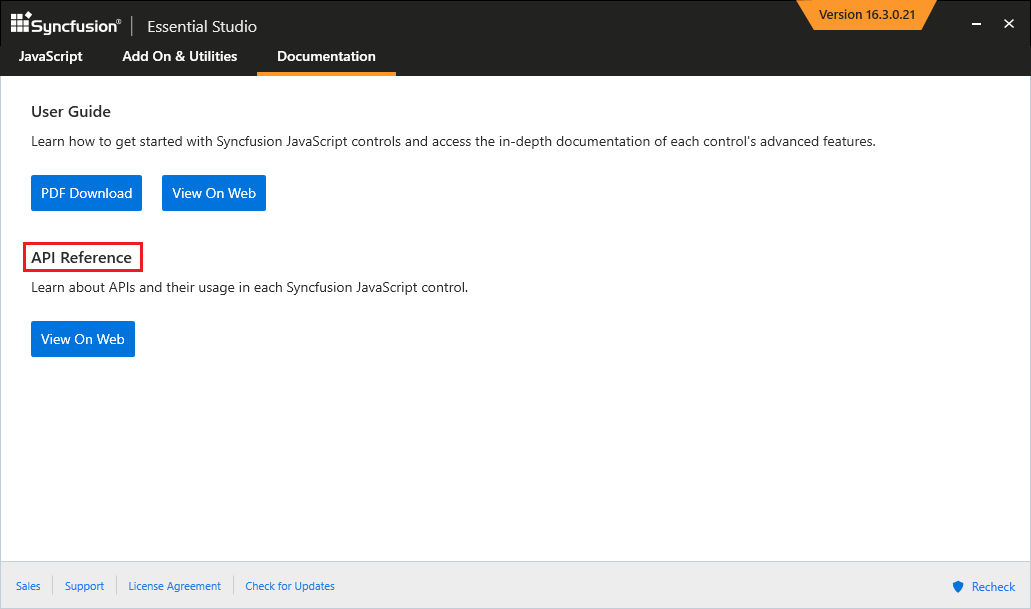 Syncfusion® | Essential Studio
Version 16.3.0.21
JavaScript Add On & Utilities Documentation
User Guide
Learn how to get started with Syncfusion JavaScript controls and access the in-depth documentation of each control's advanced features.
PDF Download View On Web
API Reference
Learn about APIs and their usage in each Syncfusion JavaScript control.
View On Web
Sales Support License Agreement Check for Updates Recheck